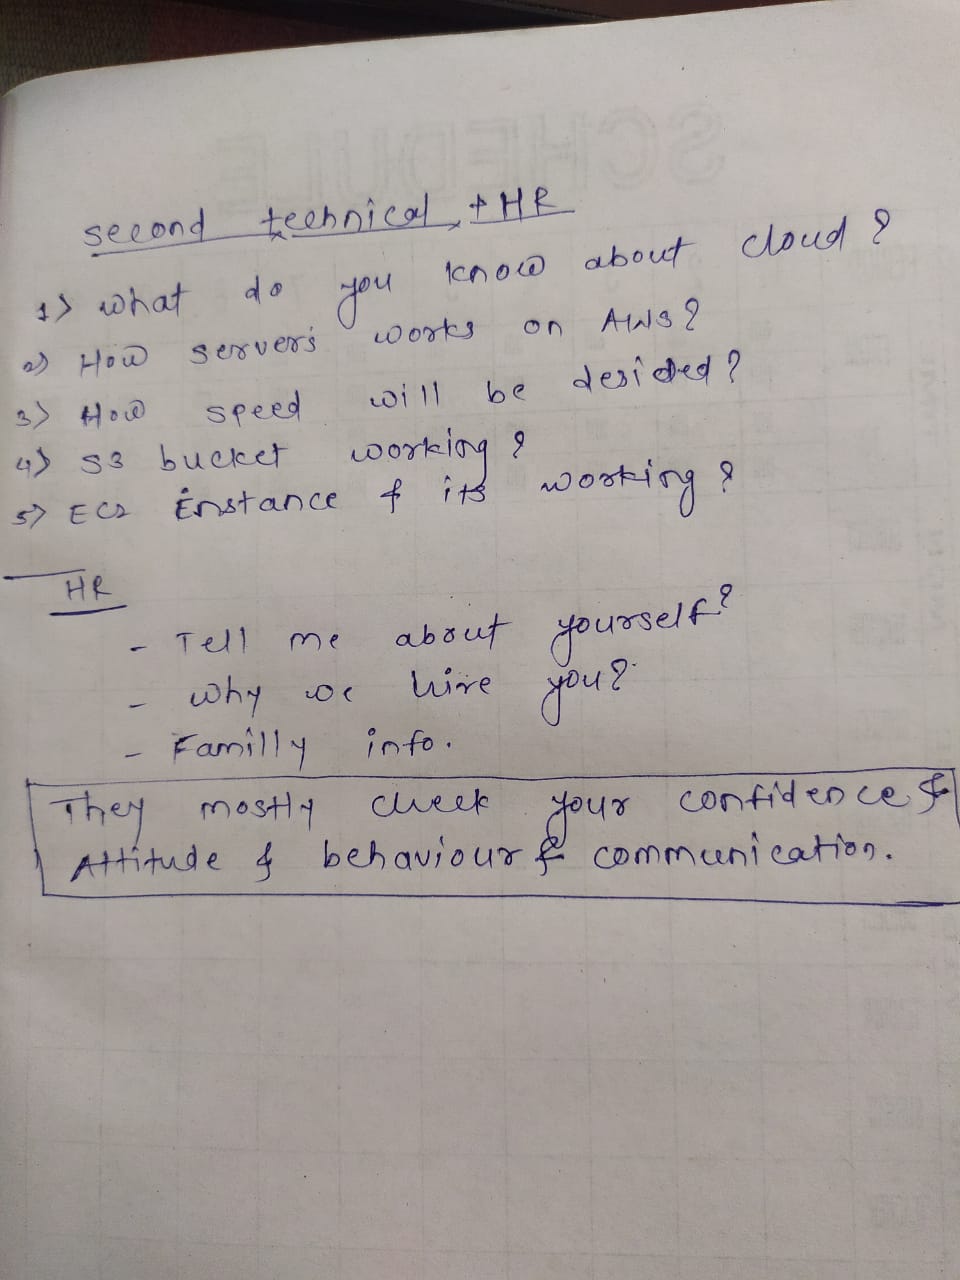 SCHEDULE
second technical + HR
1) what do you know about cloud?
2) How servers works on AWS?
3) How speed will be desided?
4) S3 bucket working?
5) EC2 Instance & its working?
HR
- Tell me about yourself?
- why we hire you?
- Familly info.
They mostly check your confidence &
Attitude & behaviour & communication.